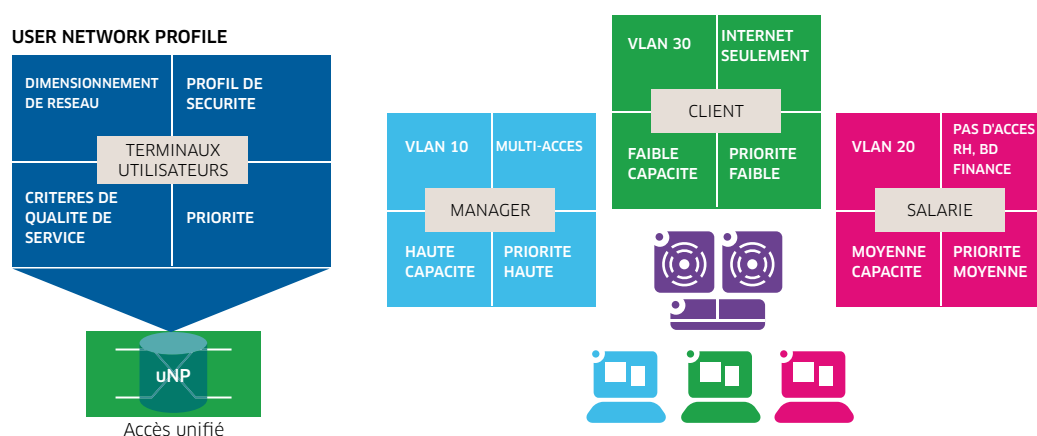 USER NETWORK PROFILE
DIMENSIONNEMENT
DE RESEAU
PROFIL DE
SECURITE
TERMINAUX
UTILISATEURS
CRITERES DE
QUALITE DE
SERVICE
PRIORITE
uNP
Accès unifié
VLAN 10
MULTI-ACCES
MANAGER
HAUTE
CAPACITE
PRIORITE
HAUTE
VLAN 30
INTERNET
SEULEMENT
CLIENT
FAIBLE
CAPACITE
PRIORITE
FAIBLE
VLAN 20
PAS D'ACCES
RH, BD
FINANCE
SALARIE
MOYENNE
CAPACITE
PRIORITE
MOYENNE